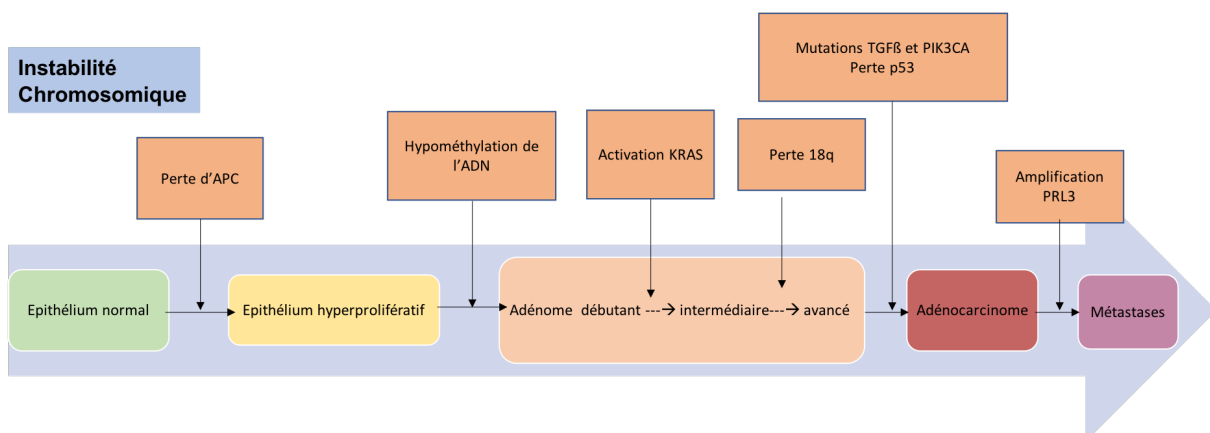 Instabilité
Chromosomique
Mutations TGFß et PIK3CA
Perte p53
Perte d’APC
Hypométhylation de
l’ADN
Activation KRAS
Perte 18q
Amplification
PRL3
Epithélium normal
Epithélium hyperprolifératif
Adénome débutant ---→ intermédiaire---→ avancé
Adénocarcinome
Métastases